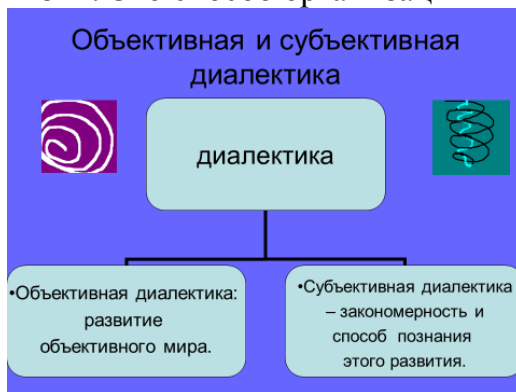 Объективная и субъективная
диалектика
диалектика
•Объективная диалектика:
развитие
объективного мира.
•Субъективная диалектика
– закономерность и
способ познания
этого развития.